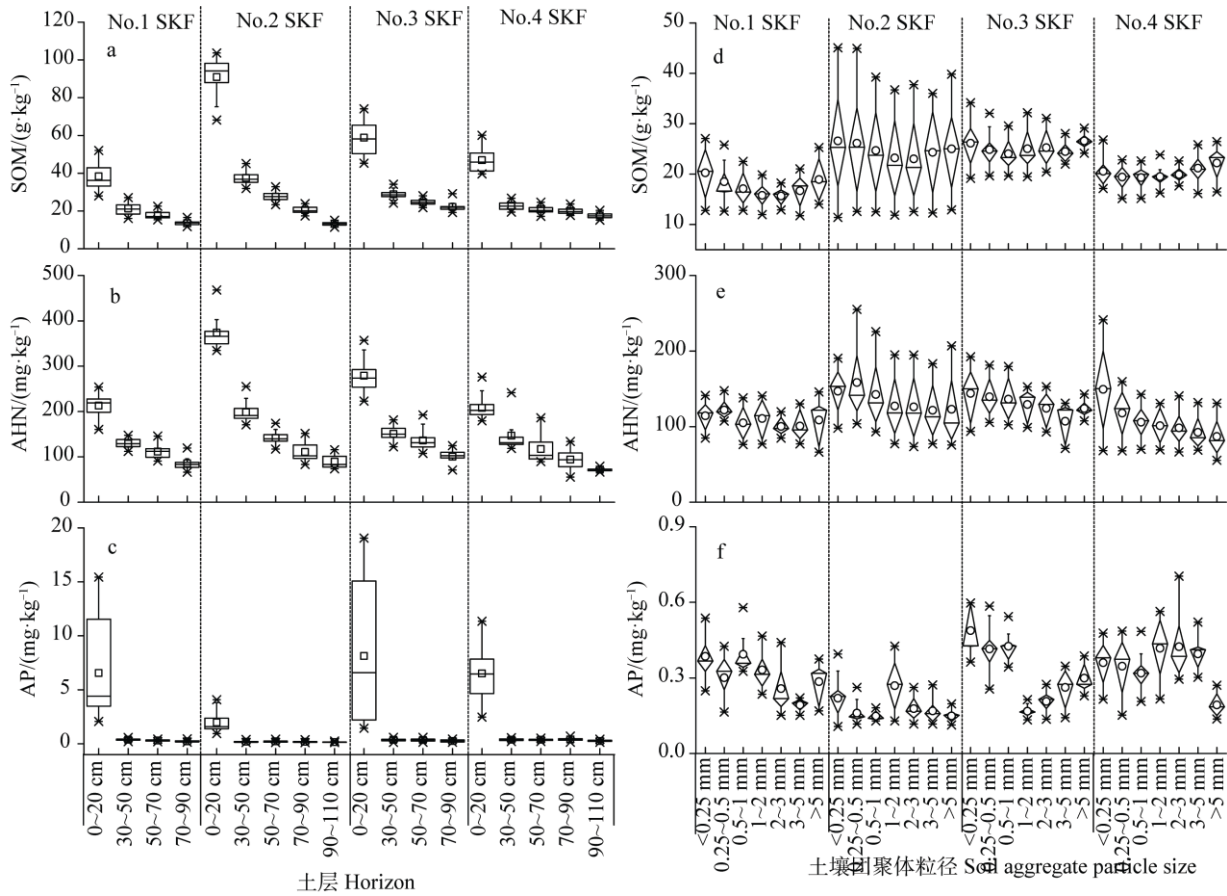 No.1 SKF No.2 SKF No.3 SKF No.4 SKF
a
SOM/(g·kg⁻¹)
120
100
80
60
40
20
0
b
AHN/(mg·kg⁻¹)
500
400
300
200
100
0
c
AP/(mg·kg⁻¹)
20
15
10
5
0
0~20 cm
30~50 cm
50~70 cm
70~90 cm
0~20 cm
30~50 cm
50~70 cm
70~90 cm
90~110 cm
0~20 cm
30~50 cm
50~70 cm
70~90 cm
0~20 cm
30~50 cm
50~70 cm
70~90 cm
90~110 cm
土层 Horizon
No.1 SKF No.2 SKF No.3 SKF No.4 SKF
d
SOM/(g·kg⁻¹)
50
40
30
20
10
e
AHN/(mg·kg⁻¹)
300
200
100
0
f
AP/(mg·kg⁻¹)
0.9
0.6
0.3
0.0
<0.25 mm
0.25~0.5 mm
0.5~1 mm
1~2 mm
2~3 mm
3~5 mm
>5 mm
<0.25 mm
0.25~0.5 mm
0.5~1 mm
1~2 mm
2~3 mm
3~5 mm
>5 mm
<0.25 mm
0.25~0.5 mm
0.5~1 mm
1~2 mm
2~3 mm
3~5 mm
>5 mm
<0.25 mm
0.25~0.5 mm
0.5~1 mm
1~2 mm
2~3 mm
3~5 mm
>5 mm
土壤团聚体粒径 Soil aggregate particle size